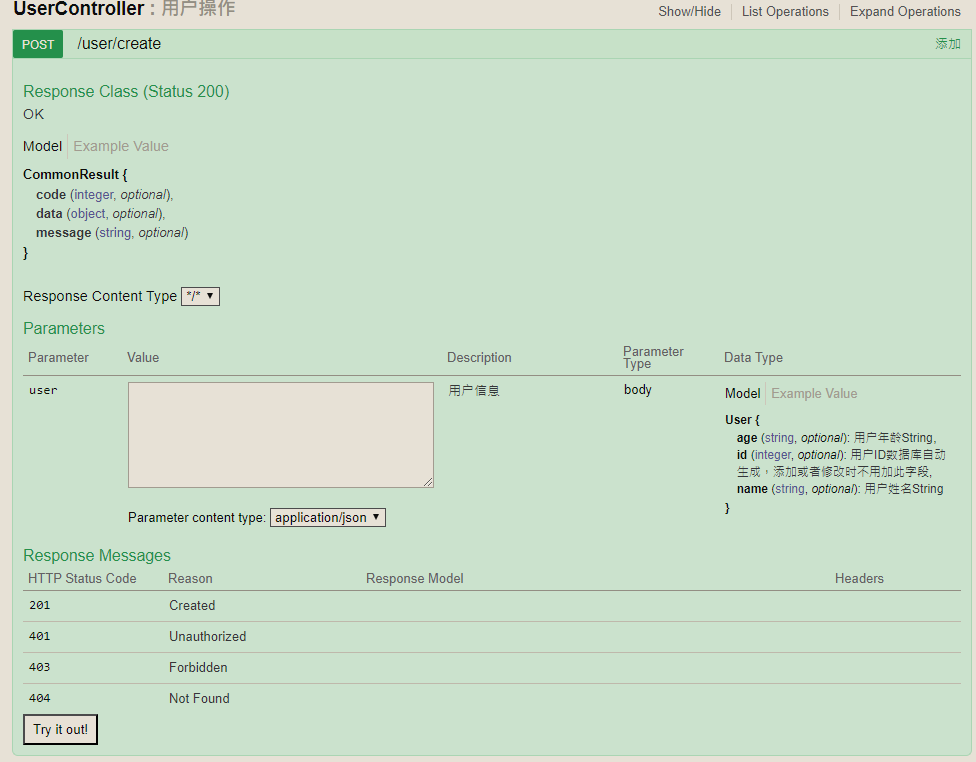 UserController : 用户操作
Show/Hide
List Operations
Expand Operations
POST /user/create
添加
Response Class (Status 200)
OK
Model Example Value
CommonResult {
code (integer, optional),
data (object, optional),
message (string, optional)
}
Response Content Type */* ▼
Parameters
Parameter Value Description Parameter Type Data Type
user
用户信息
body
Model Example Value
User {
age (string, optional): 用户年龄String,
id (integer, optional): 用户ID数据库自动
生成，添加或者修改时不用加此字段,
name (string, optional): 用户姓名String
}
Parameter content type: application/json ▼
Response Messages
HTTP Status Code Reason Response Model Headers
201 Created
401 Unauthorized
403 Forbidden
404 Not Found
Try it out!